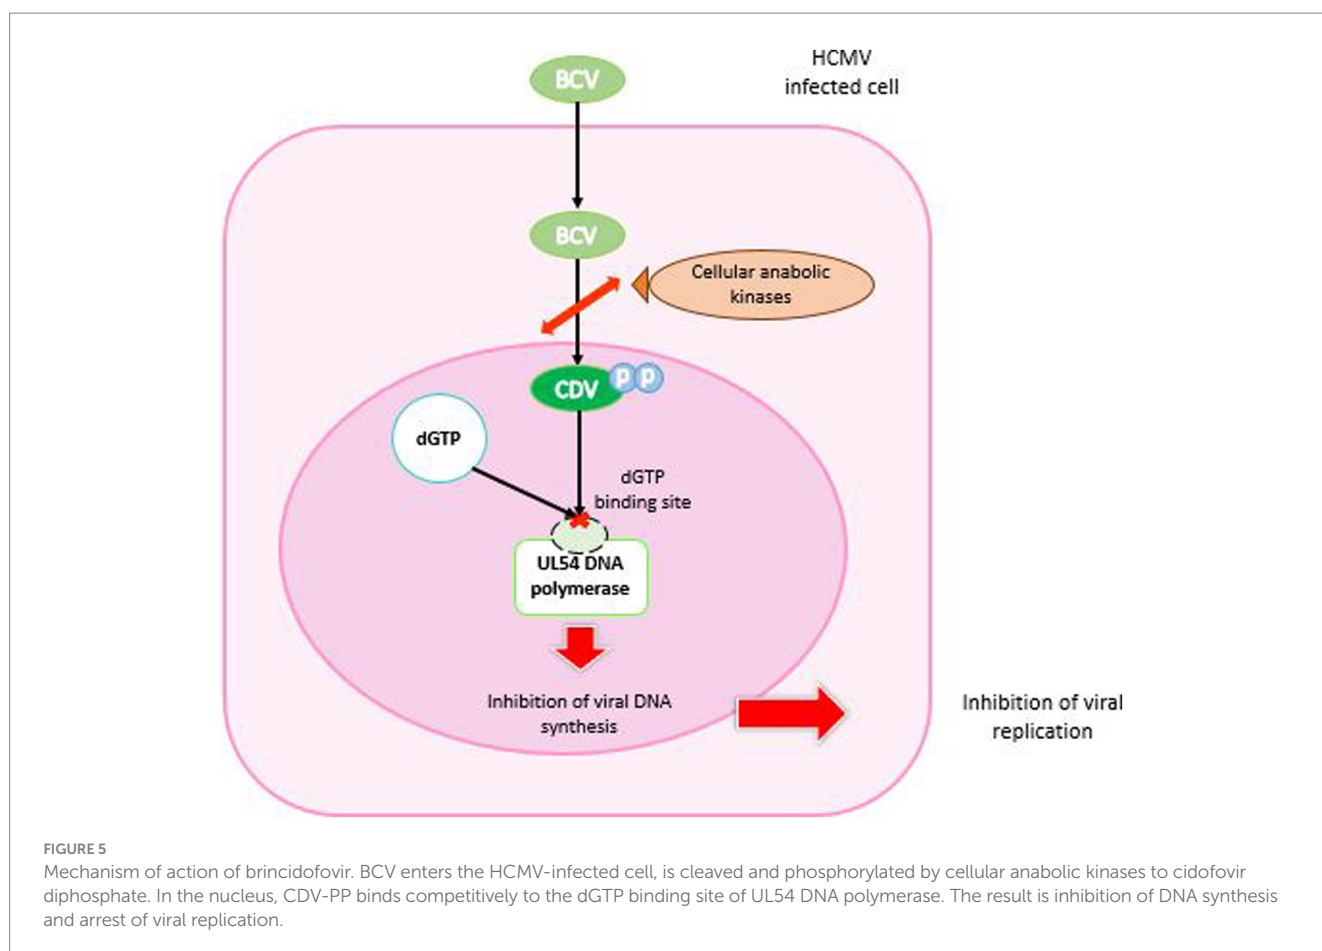 BCV
HCMV
infected cell
BCV
Cellular anabolic
kinases
CDV
P P
dGTP
dGTP
binding site
UL54 DNA
polymerase
Inhibition of viral DNA
synthesis
Inhibition of viral
replication
FIGURE 5
Mechanism of action of brincidofovir. BCV enters the HCMV-infected cell, is cleaved and phosphorylated by cellular anabolic kinases to cidofovir
diphosphate. In the nucleus, CDV-PP binds competitively to the dGTP binding site of UL54 DNA polymerase. The result is inhibition of DNA synthesis
and arrest of viral replication.